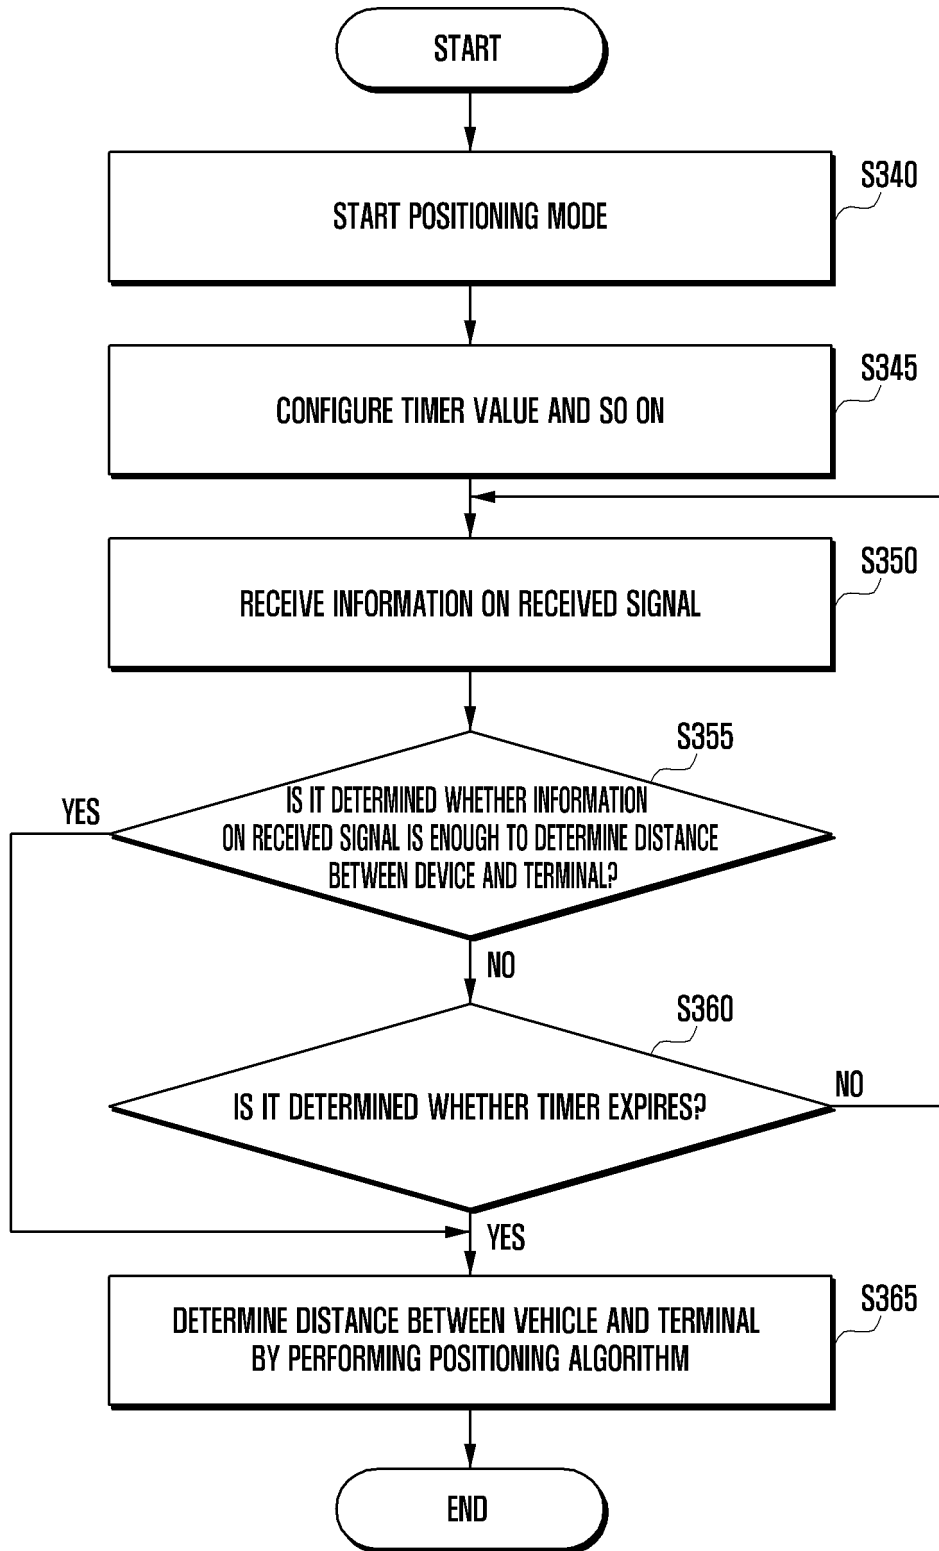 START
S340
START POSITIONING MODE
S345
CONFIGURE TIMER VALUE AND SO ON
S350
RECEIVE INFORMATION ON RECEIVED SIGNAL
S355
YES
IS IT DETERMINED WHETHER INFORMATION
ON RECEIVED SIGNAL IS ENOUGH TO DETERMINE DISTANCE
BETWEEN DEVICE AND TERMINAL?
NO
S360
NO
IS IT DETERMINED WHETHER TIMER EXPIRES?
YES
S365
DETERMINE DISTANCE BETWEEN VEHICLE AND TERMINAL
BY PERFORMING POSITIONING ALGORITHM
END